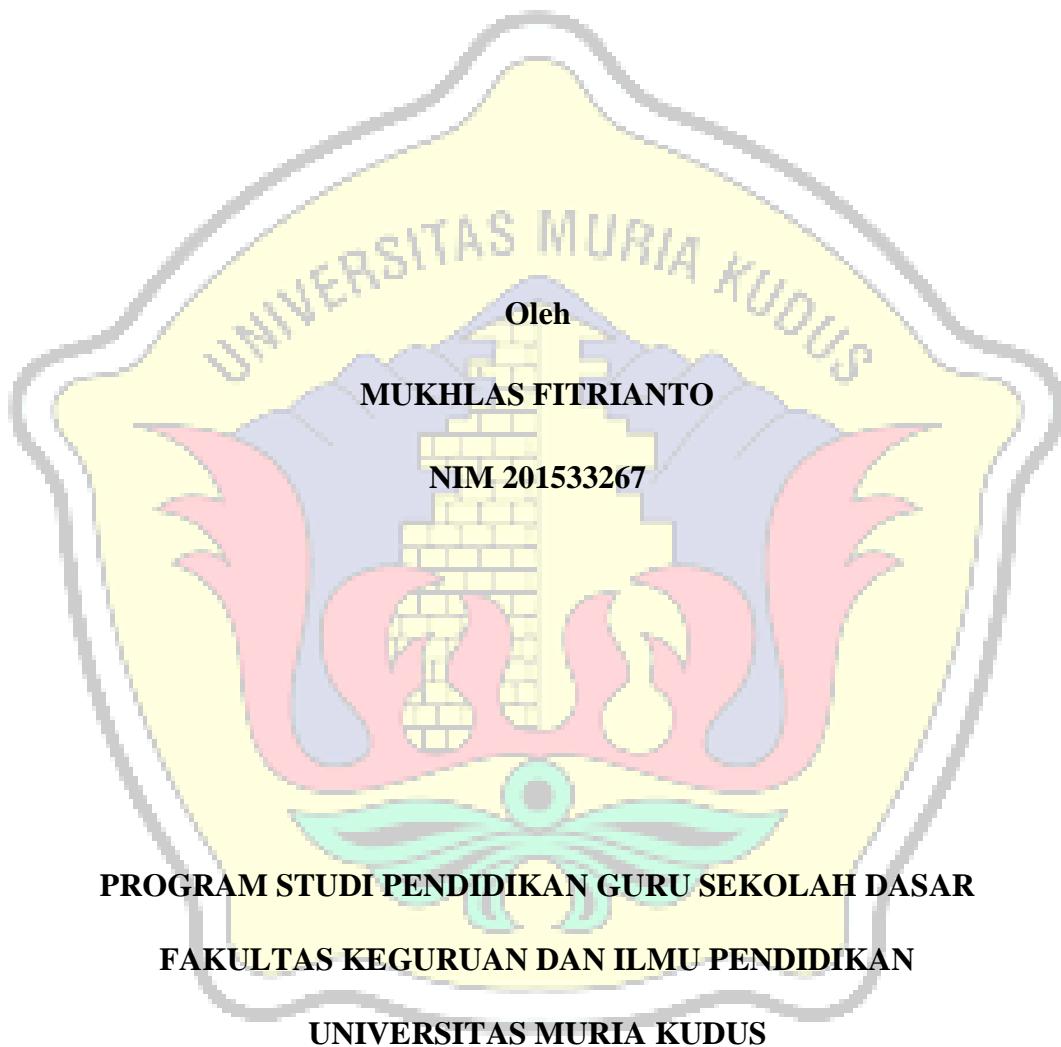 UNIVERSITAS MURIA KUDUS
Oleh
MUKHLAS FITRIANTO
NIM 201533267
PROGRAM STUDI PENDIDIKAN GURU SEKOLAH DASAR
FAKULTAS KEGURUAN DAN ILMU PENDIDIKAN
UNIVERSITAS MURIA KUDUS